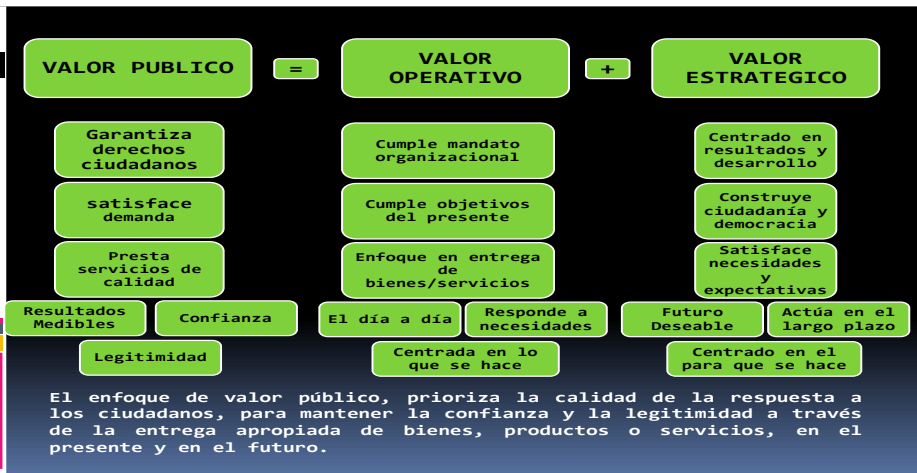 VALOR PUBLICO
=
VALOR
OPERATIVO
+
VALOR
ESTRATEGICO
Garantiza
derechos
ciudadanos
satisface
demanda
Presta
servicios de
calidad
Resultados
Medibles
Confianza
Legitimidad
Cumple mandato
organizacional
Cumple objetivos
del presente
Enfoque en entrega
de
bienes/servicios
El día a día
Responde a
necesidades
Centrada en lo
que se hace
Centrado en
resultados y
desarrollo
Construye
ciudadanía y
democracia
Satisface
necesidades
y
expectativas
Futuro
Deseable
Actúa en el
largo plazo
Centrado en el
para que se hace
El enfoque de valor público, prioriza la calidad de la respuesta a
los ciudadanos, para mantener la confianza y la legitimidad a través
de la entrega apropiada de bienes, productos o servicios, en el
presente y en el futuro.